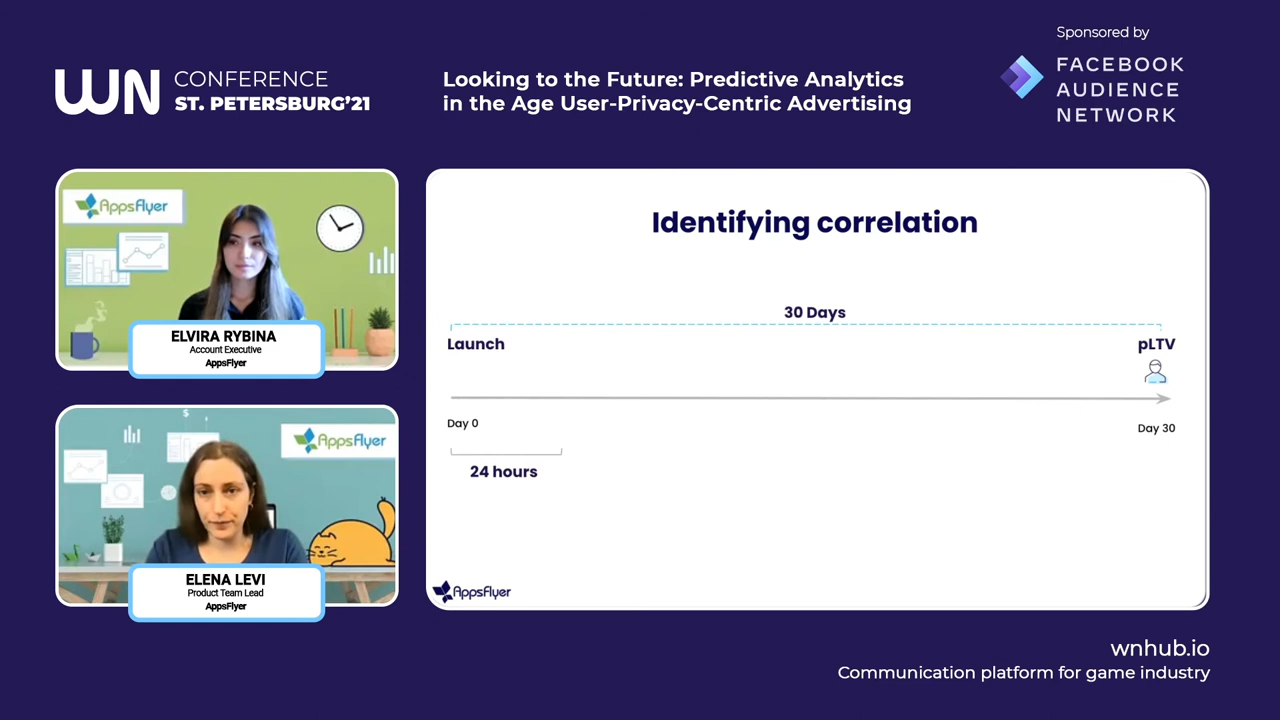 WN CONFERENCE
ST. PETERSBURG'21
Looking to the Future: Predictive Analytics
in the Age User-Privacy-Centric Advertising
Sponsored by
FACEBOOK
AUDIENCE
NETWORK
AppsFlyer
ELVIRA RYBINA
Account Executive
AppsFlyer
AppsFlyer
ELENA LEVI
Product Team Lead
AppsFlyer
Identifying correlation
30 Days
Launch
pLTV
Day 0
Day 30
24 hours
AppsFlyer
wnhub.io
Communication platform for game industry